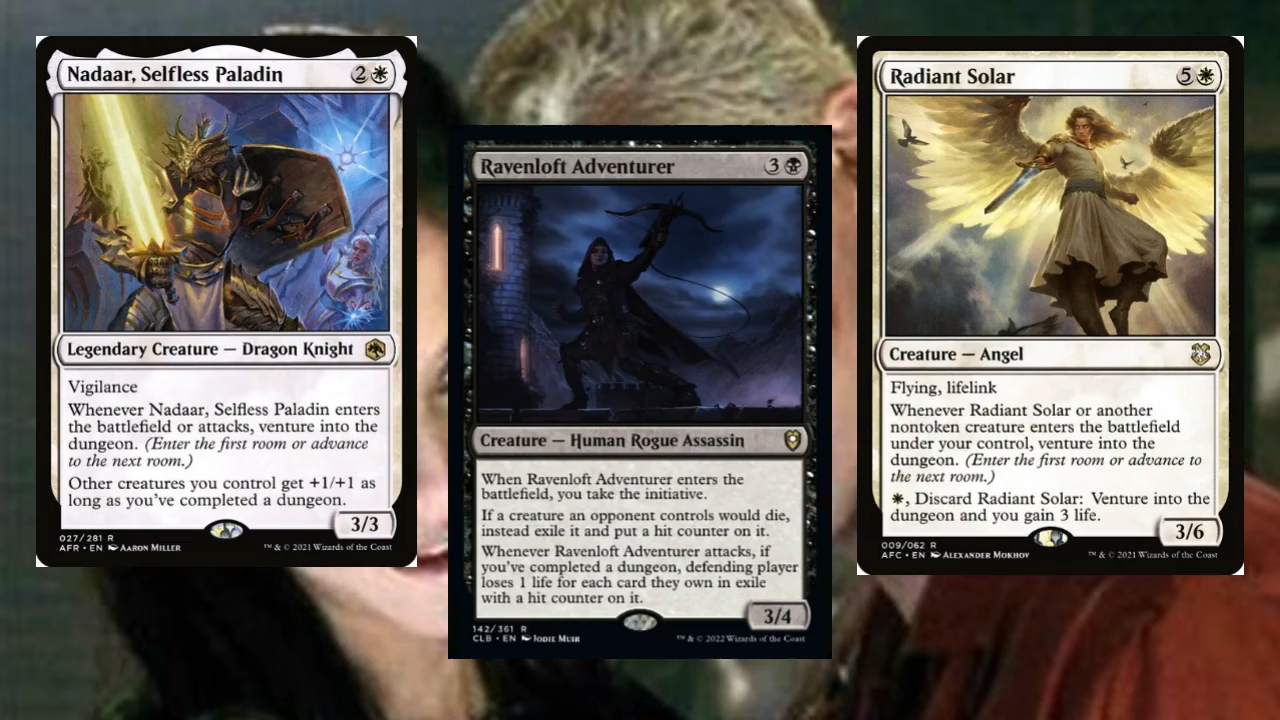 Nadaar, Selfless Paladin 2
Legendary Creature — Dragon Knight
Vigilance
Whenever Nadaar, Selfless Paladin enters
the battlefield or attacks, venture into the
dungeon. (Enter the first room or advance
to the next room.)
Other creatures you control get +1/+1 as
long as you've completed a dungeon.
3/3
027/281 R
AFR • EN AARON MILLER
™ & © 2021 Wizards of the Coast
Ravenloft Adventurer 3
Creature — Human Rogue Assassin
When Ravenloft Adventurer enters the
battlefield, you take the initiative.
If a creature an opponent controls would die,
instead exile it and put a hit counter on it.
Whenever Ravenloft Adventurer attacks, if
you've completed a dungeon, defending player
loses 1 life for each card they own in exile
with a hit counter on it.
3/4
142/361 R
CLB • EN JODIE MUIR
™ & © 2022 Wizards of the Coast
Radiant Solar 5
Creature — Angel
Flying, lifelink
Whenever Radiant Solar or another
nontoken creature enters the battlefield
under your control, venture into the
dungeon. (Enter the first room or advance to
the next room.)
, Discard Radiant Solar: Venture into the
dungeon and you gain 3 life.
3/6
009/062 R
AFC • EN ALEXANDER MOKHOV
™ & © 2021 Wizards of the Coast